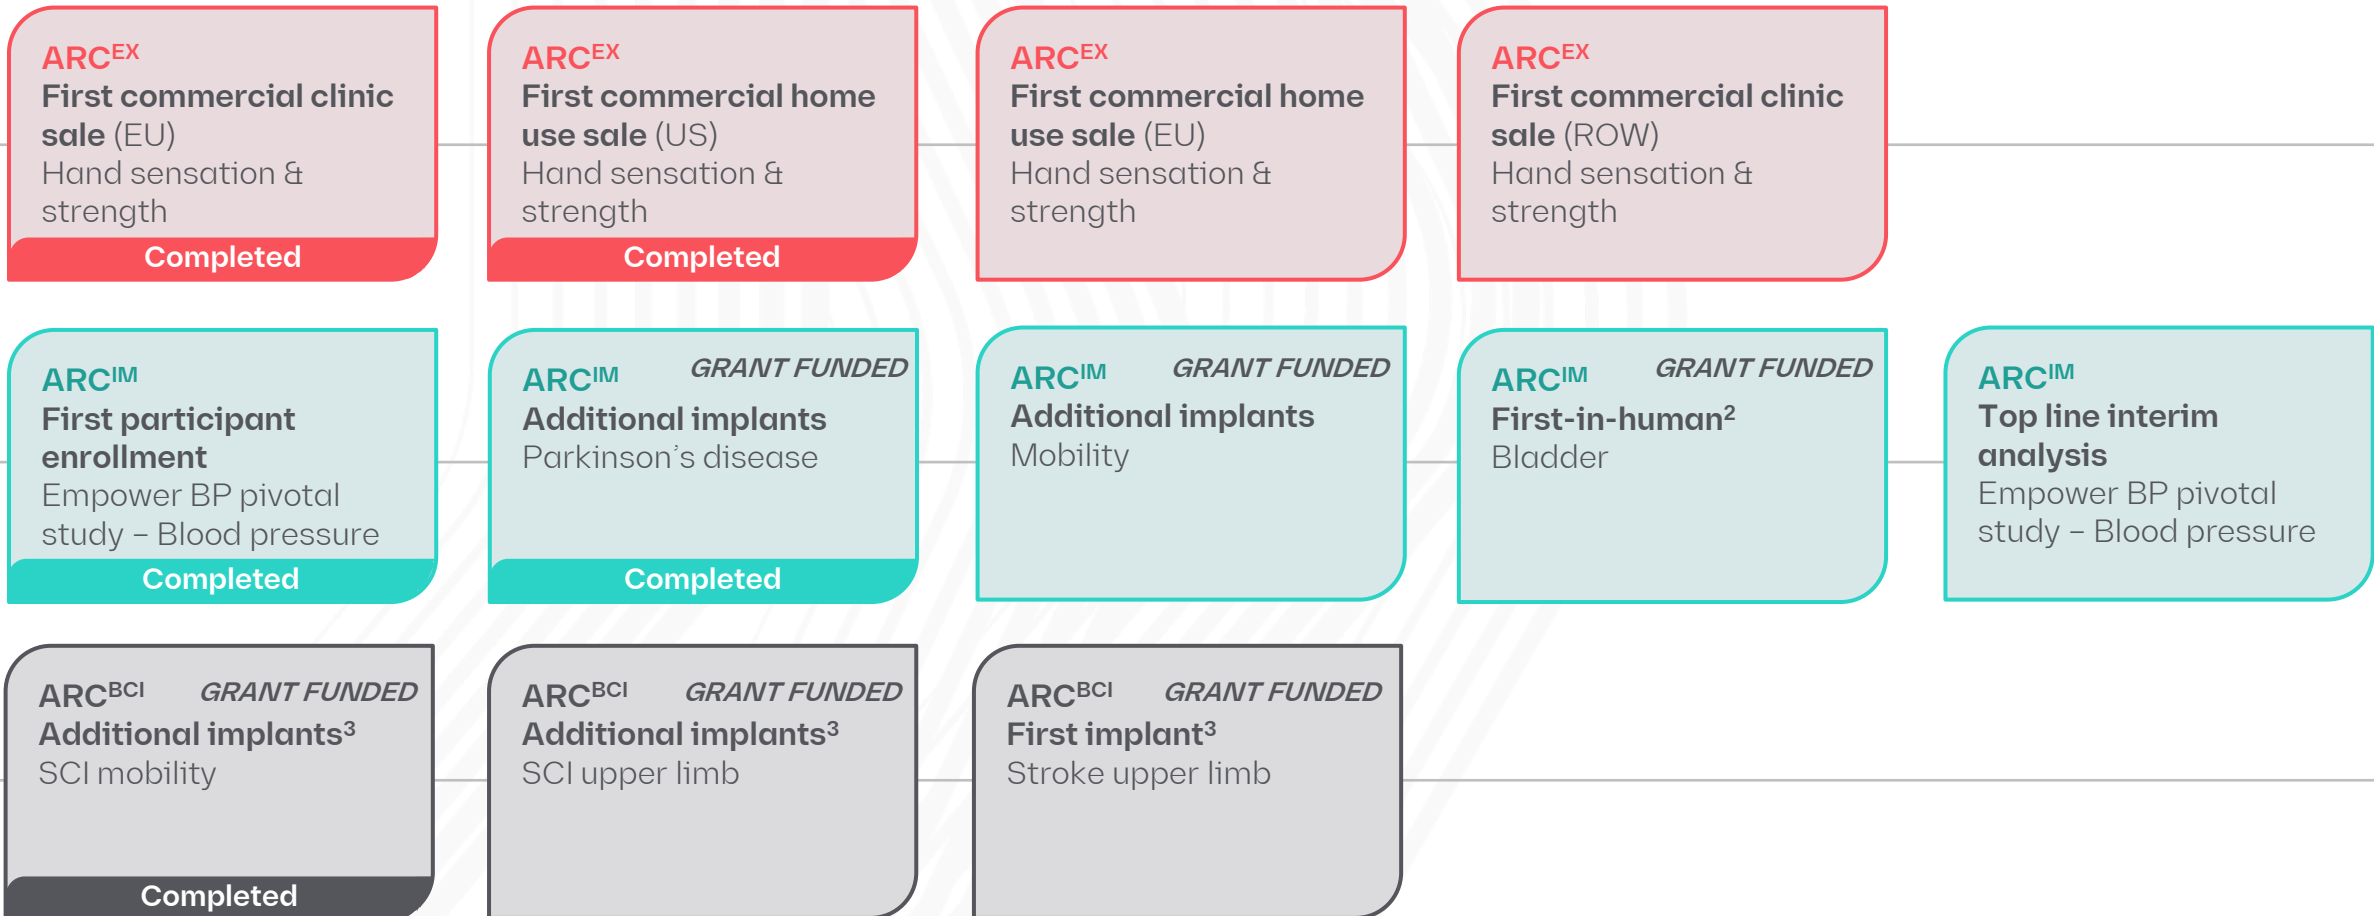 ARCEX
First commercial clinic
sale (EU)
Hand sensation &
strength
Completed
ARCEX
First commercial home
use sale (US)
Hand sensation &
strength
Completed
ARCEX
First commercial home
use sale (EU)
Hand sensation &
strength
ARCEX
First commercial clinic
sale (ROW)
Hand sensation &
strength
ARCIM
First participant
enrollment
Empower BP pivotal
study – Blood pressure
Completed
ARCIM GRANT FUNDED
Additional implants
Parkinson's disease
Completed
ARCIM GRANT FUNDED
Additional implants
Mobility
ARCIM GRANT FUNDED
First-in-human²
Bladder
ARCIM
Top line interim
analysis
Empower BP pivotal
study – Blood pressure
ARCBCI GRANT FUNDED
Additional implants³
SCI mobility
Completed
ARCBCI GRANT FUNDED
Additional implants³
SCI upper limb
ARCBCI GRANT FUNDED
First implant³
Stroke upper limb